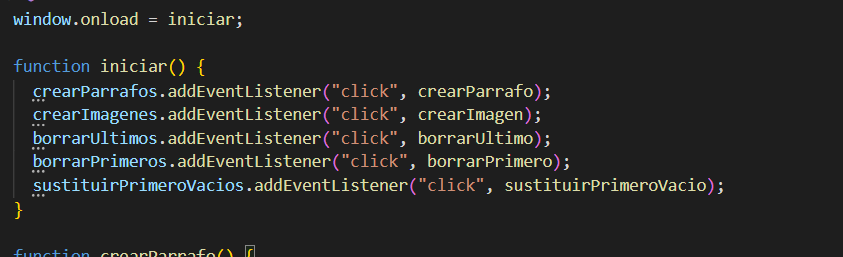 window.onload = iniciar;
function iniciar() {
crearParrafos.addEventListener("click", crearParrafo);
crearImagenes.addEventListener("click", crearImagen);
borrarUltimos.addEventListener("click", borrarUltimo);
borrarPrimeros.addEventListener("click", borrarPrimero);
sustituirPrimeroVacios.addEventListener("click", sustituirPrimeroVacio);
}
function crearParrafo() {